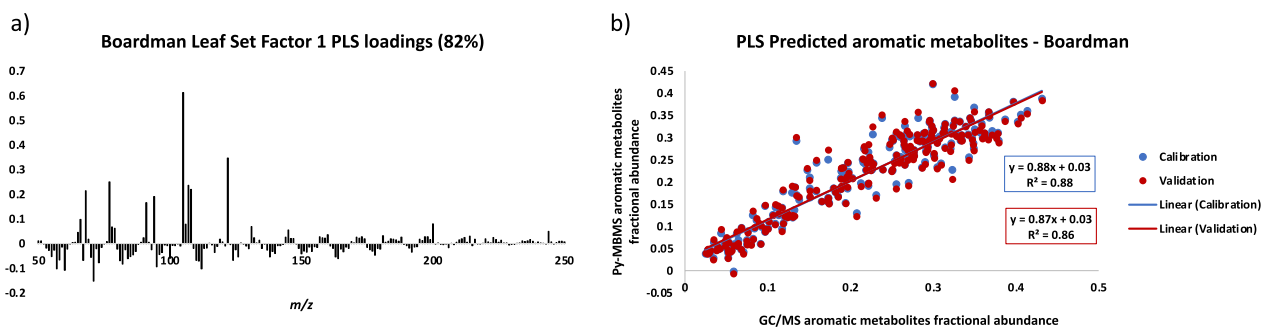 a)
Boardman Leaf Set Factor 1 PLS loadings (82%)
0.7
0.6
0.5
0.4
0.3
0.2
0.1
0
-0.1
-0.2
50
100
150
200
250
m/z
b)
PLS Predicted aromatic metabolites - Boardman
Py-MBMS aromatic metabolites
fractional abundance
0.45
0.4
0.35
0.3
0.25
0.2
0.15
0.1
0.05
0
-0.05
0
0.1
0.2
0.3
0.4
0.5
GC/MS aromatic metabolites fractional abundance
y = 0.88x + 0.03
R² = 0.88
y = 0.87x + 0.03
R² = 0.86
Calibration
Validation
Linear (Calibration)
Linear (Validation)